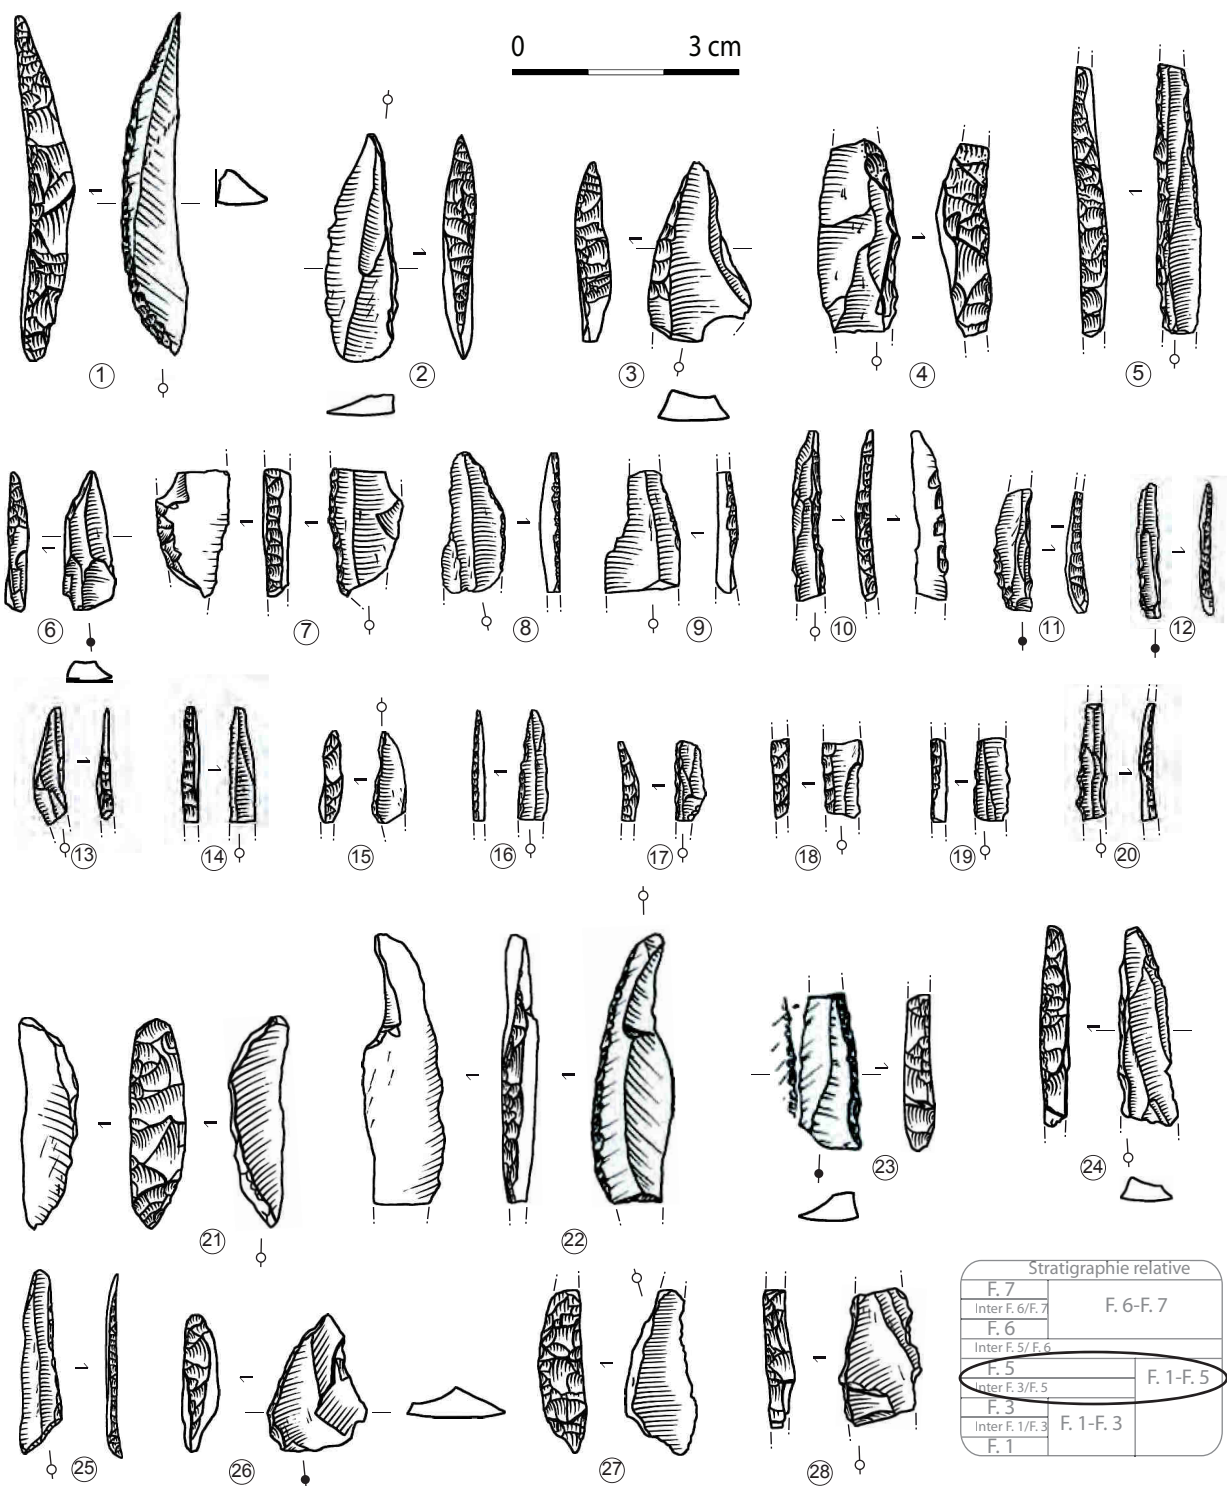 0 3 cm
1
2
3
4
5
6
7
8
9
10
11
12
13
14
15
16
17
18
19
20
21
22
23
24
25
26
27
28
Stratigraphie relative
F. 7
Inter F. 6/F. 7
F. 6-F. 7
F. 6
Inter F. 5/ F. 6
F. 5
Inter F. 3/F. 5
F. 1-F. 5
F. 3
Inter F. 1/F. 3
F. 1-F. 3
F. 1